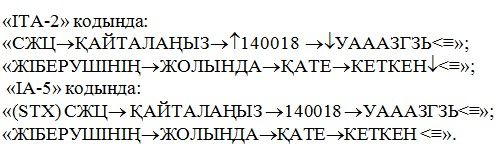 «ІТА-2» кодында:
«СЖЦ→ҚАЙТАЛАҢЫЗ→↑140018 →↓УАААЗГЗЬ<≡»;
«ЖІБЕРУШІНІҢ→ЖОЛЫНДА→ҚАТЕ→КЕТКЕН↓<≡»;
«IA-5» кодында:
«(STX) СЖЦ→ ҚАЙТАЛАҢЫЗ →140018→УАААЗГЗЬ<≡»;
«ЖІБЕРУШІНІҢ→ЖОЛЫНДА→ҚАТЕ→КЕТКЕН <≡».